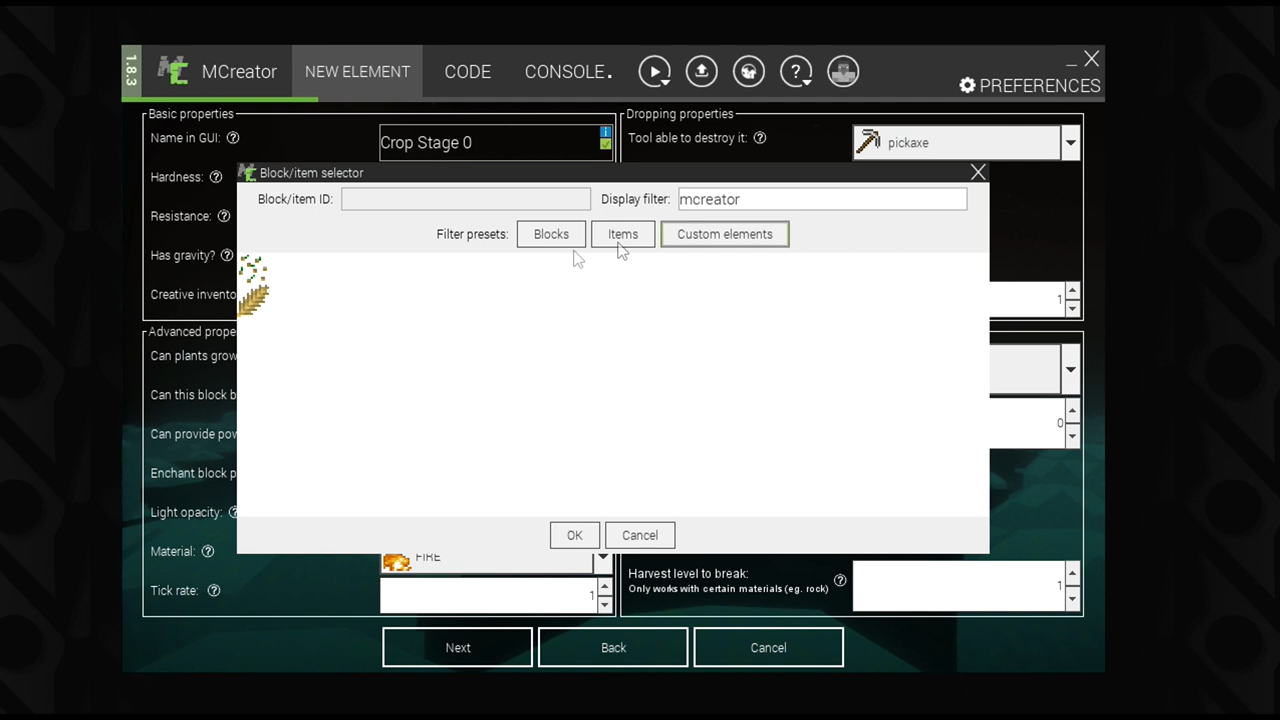 1.8.3
MCreator
NEW ELEMENT
CODE
CONSOLE.
?
PREFERENCES
Basic properties
Name in GUI: ?
Crop Stage 0
Dropping properties
Tool able to destroy it: ?
pickaxe
Hardness: ?
Resistance: ?
Has gravity? ?
Creative invento
1
Block/item selector
Block/item ID:
Display filter:
mcreator
Filter presets:
Blocks
Items
Custom elements
OK
Cancel
Advanced prope
Can plants grow
Can this block b
Can provide pow
0
Enchant block p
Light opacity: ?
Material: ?
FIRE
Tick rate: ?
1
Harvest level to break: ?
Only works with certain materials (eg. rock)
1
Next
Back
Cancel